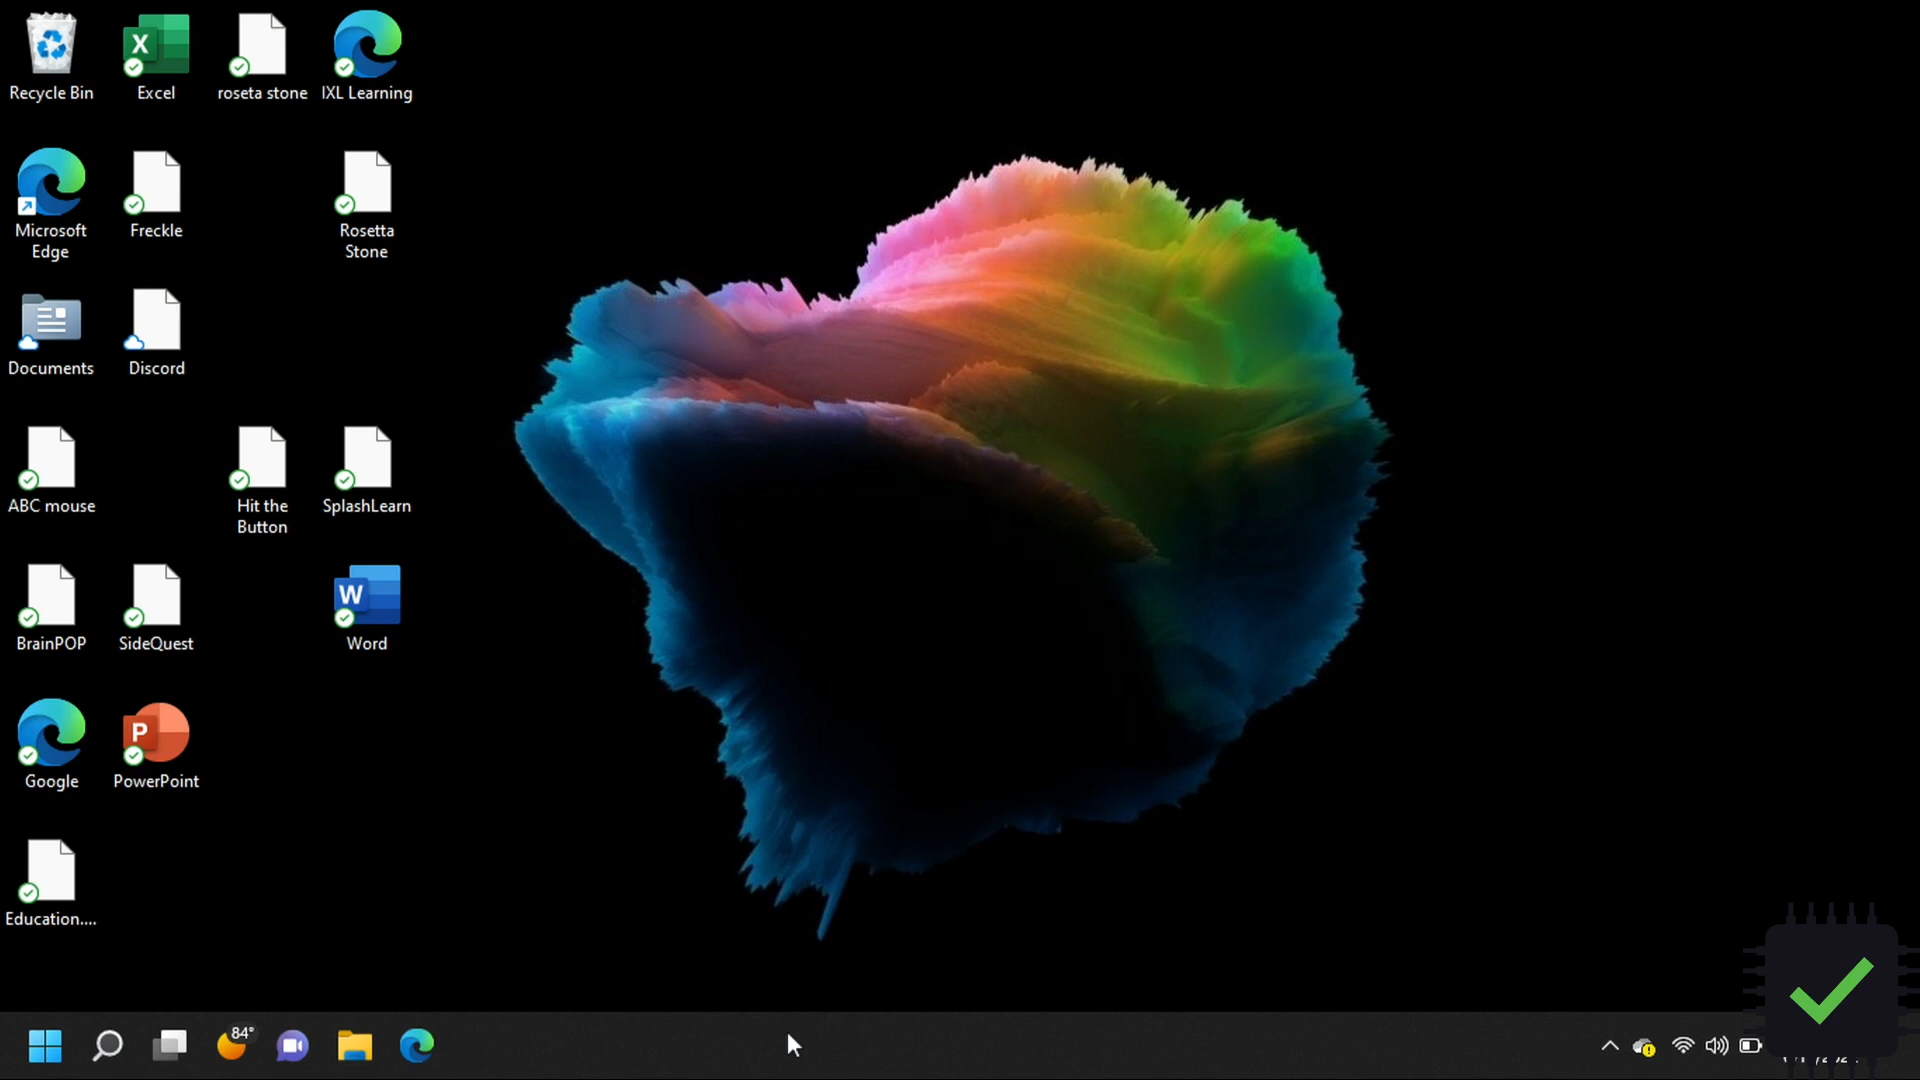 Recycle Bin
Excel
roseta stone
IXL Learning
Microsoft
Edge
Freckle
Rosetta
Stone
Documents
Discord
ABC mouse
Hit the
Button
SplashLearn
BrainPOP
SideQuest
Word
Google
PowerPoint
Education....
84°